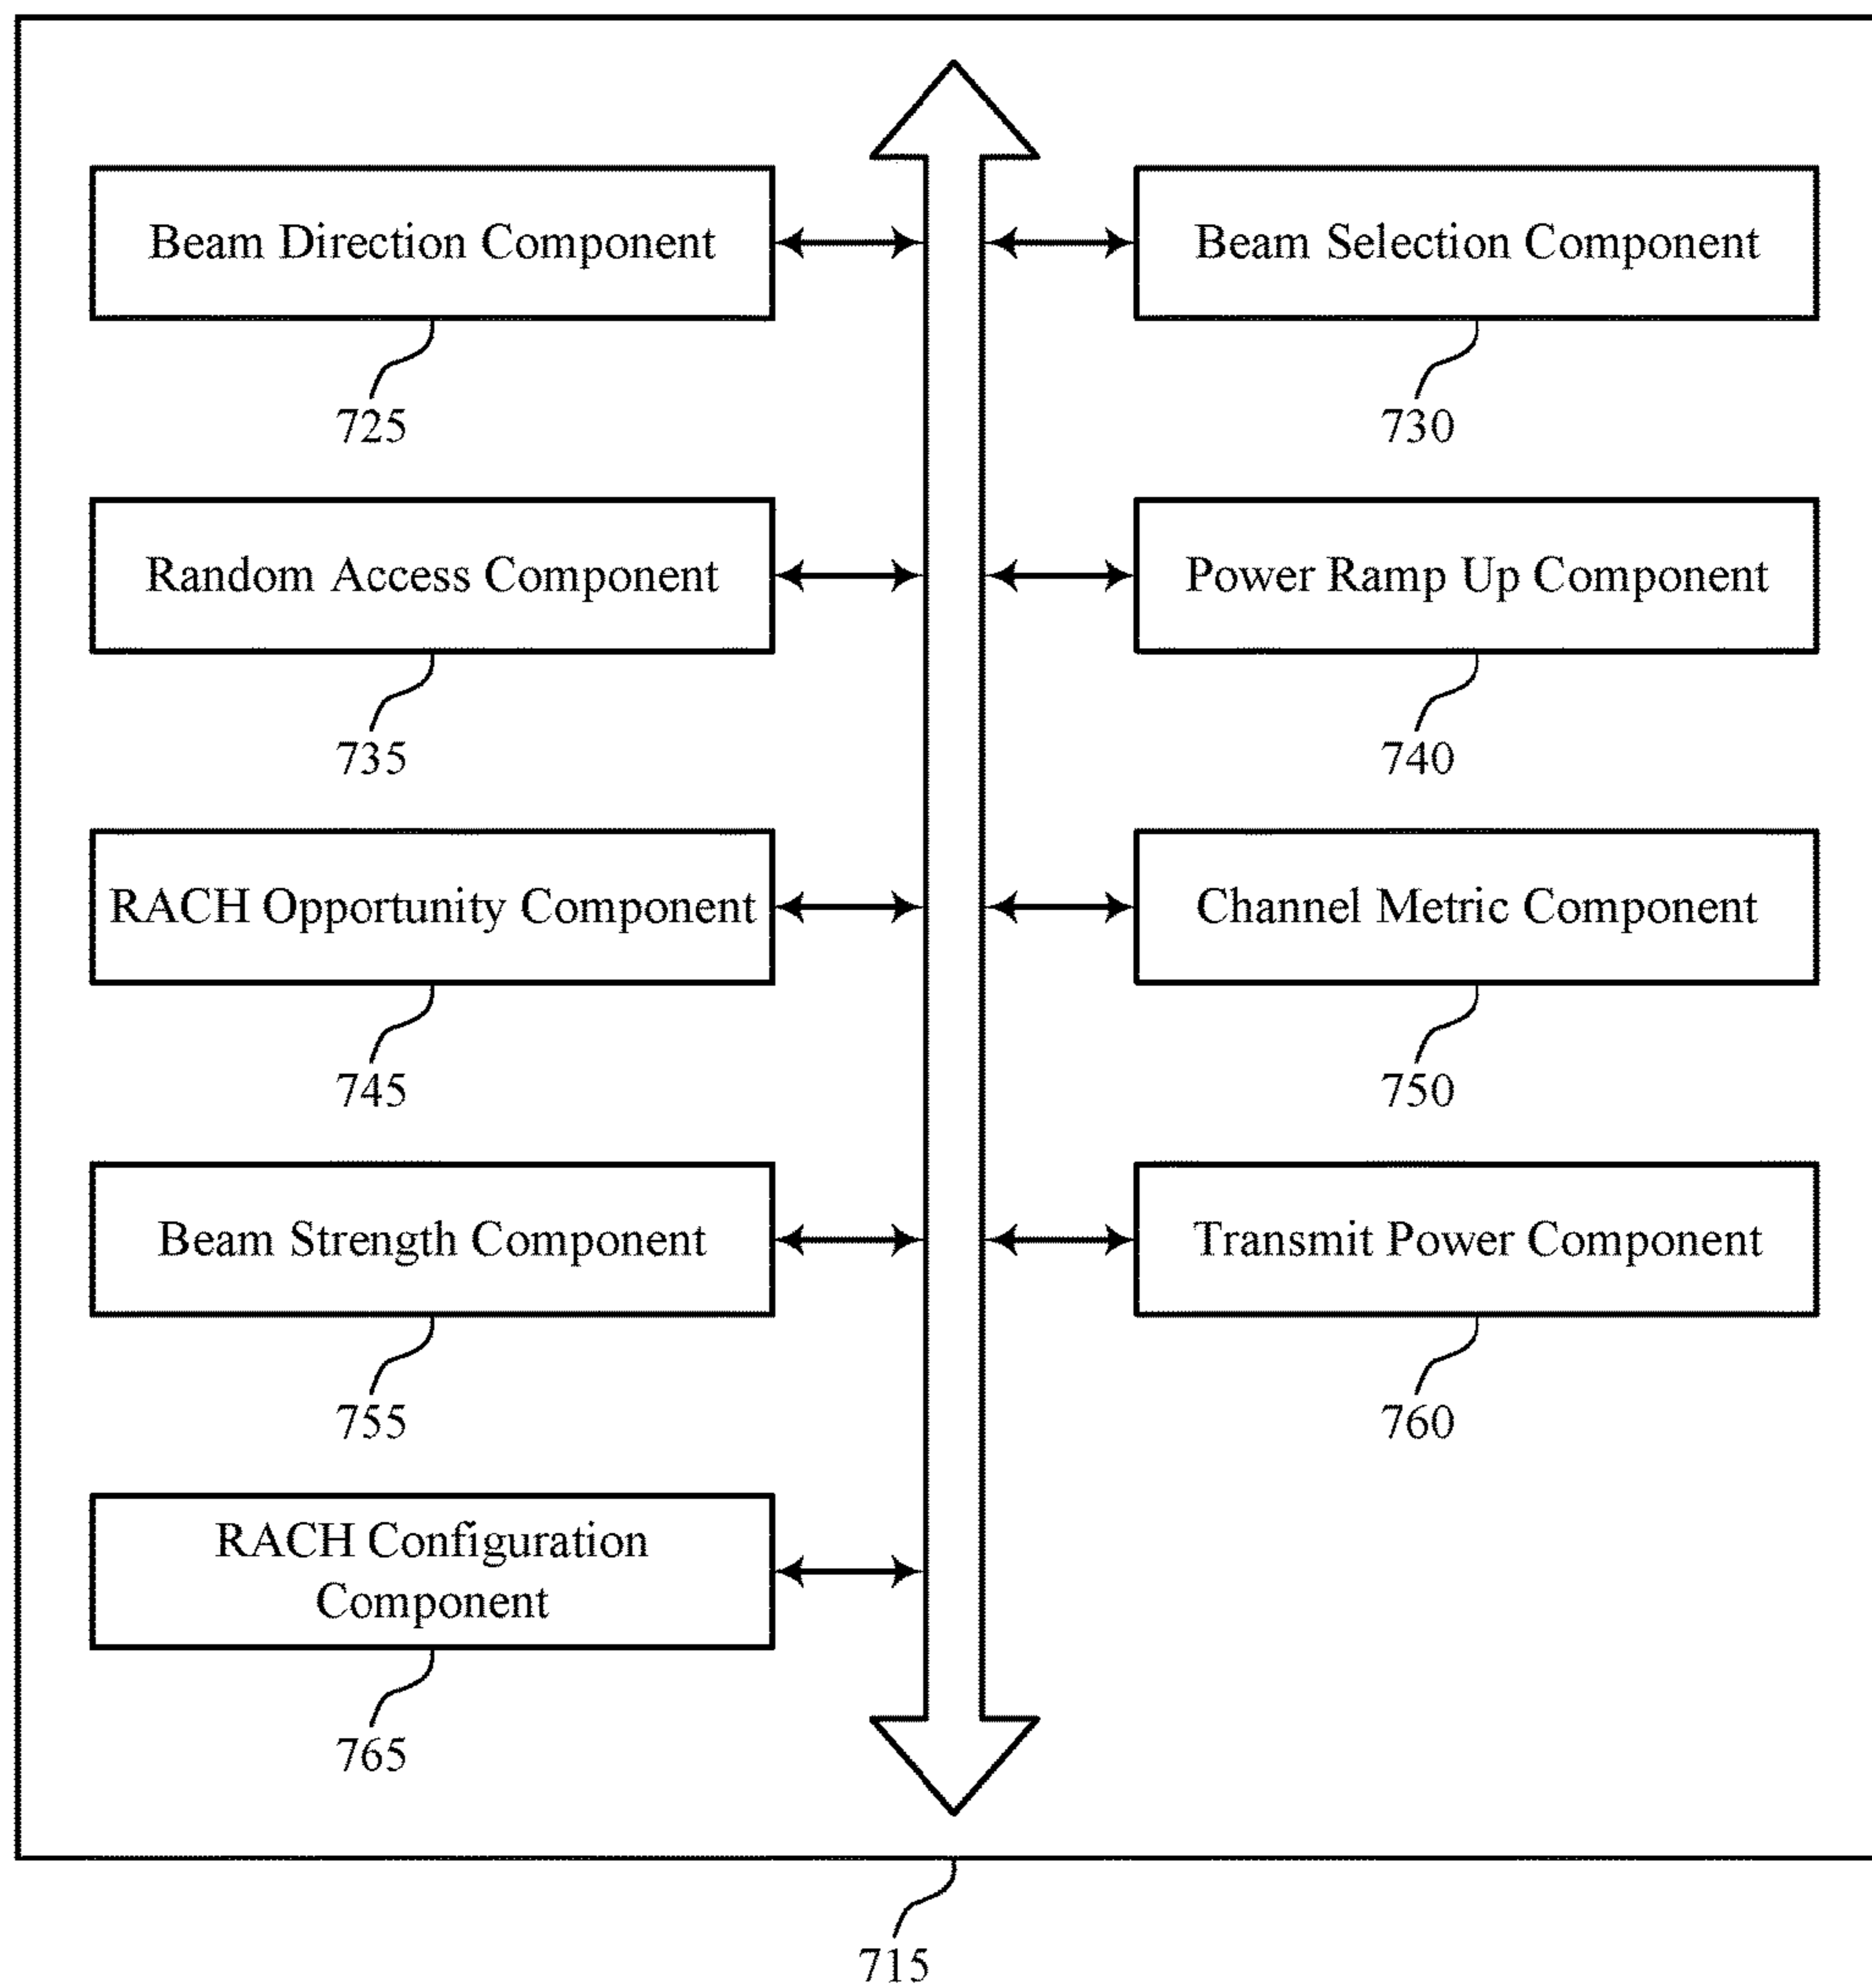 Beam Direction Component
Beam Selection Component
725
730
Random Access Component
Power Ramp Up Component
735
740
RACH Opportunity Component
Channel Metric Component
745
750
Beam Strength Component
Transmit Power Component
755
760
RACH Configuration
Component
765
715